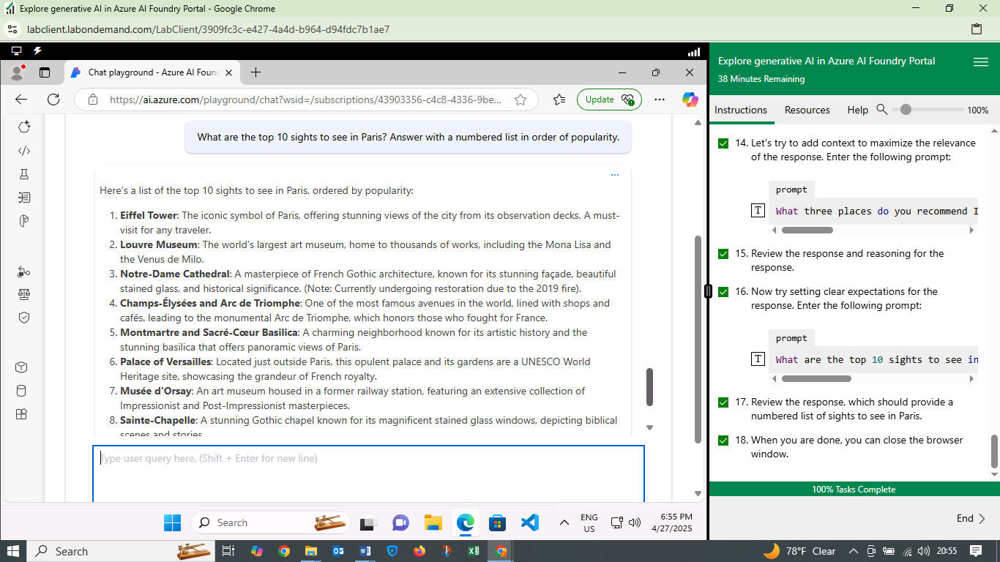 Explore generative AI in Azure AI Foundry Portal - Google Chrome
labclient.labondemand.com/LabClient/3909fc3c-e427-4a4d-b964-d94fdc7b1ae7
Chat playground - Azure AI Foun
https://ai.azure.com/playground/chat?wsid=/subscriptions/43903356-c4c8-4336-9be...
Update
What are the top 10 sights to see in Paris? Answer with a numbered list in order of popularity.
Here's a list of the top 10 sights to see in Paris, ordered by popularity:
1. Eiffel Tower: The iconic symbol of Paris, offering stunning views of the city from its observation decks. A must-
visit for any traveler.
2. Louvre Museum: The world's largest art museum, home to thousands of works, including the Mona Lisa and
the Venus de Milo.
3. Notre-Dame Cathedral: A masterpiece of French Gothic architecture, known for its stunning façade, beautiful
stained glass, and historical significance. (Note: Currently undergoing restoration due to the 2019 fire).
4. Champs-Élysées and Arc de Triomphe: One of the most famous avenues in the world, lined with shops and
cafés, leading to the monumental Arc de Triomphe, which honors those who fought for France.
5. Montmartre and Sacré-Cœur Basilica: A charming neighborhood known for its artistic history and the
stunning basilica that offers panoramic views of Paris.
6. Palace of Versailles: Located just outside Paris, this opulent palace and its gardens are a UNESCO World
Heritage site, showcasing the grandeur of French royalty.
7. Musée d'Orsay: An art museum housed in a former railway station, featuring an extensive collection of
Impressionist and Post-Impressionist masterpieces.
8. Sainte-Chapelle: A stunning Gothic chapel known for its magnificent stained glass windows, depicting biblical
scenes and stories
Type user query here. (Shift + Enter for new line)
Search
ENG
US
6:55 PM
4/27/2025
Explore generative AI in Azure AI Foundry Portal
38 Minutes Remaining
Instructions
Resources
Help
100%
14. Let's try to add context to maximize the relevance
of the response. Enter the following prompt:
prompt
T
What three places do you recommend I
15. Review the response and reasoning for the
response.
16. Now try setting clear expectations for the
response. Enter the following prompt:
prompt
T
What are the top 10 sights to see in
17. Review the response, which should provide a
numbered list of sights to see in Paris.
18. When you are done, you can close the browser
window.
100% Tasks Complete
End
Search
78°F Clear
20:55